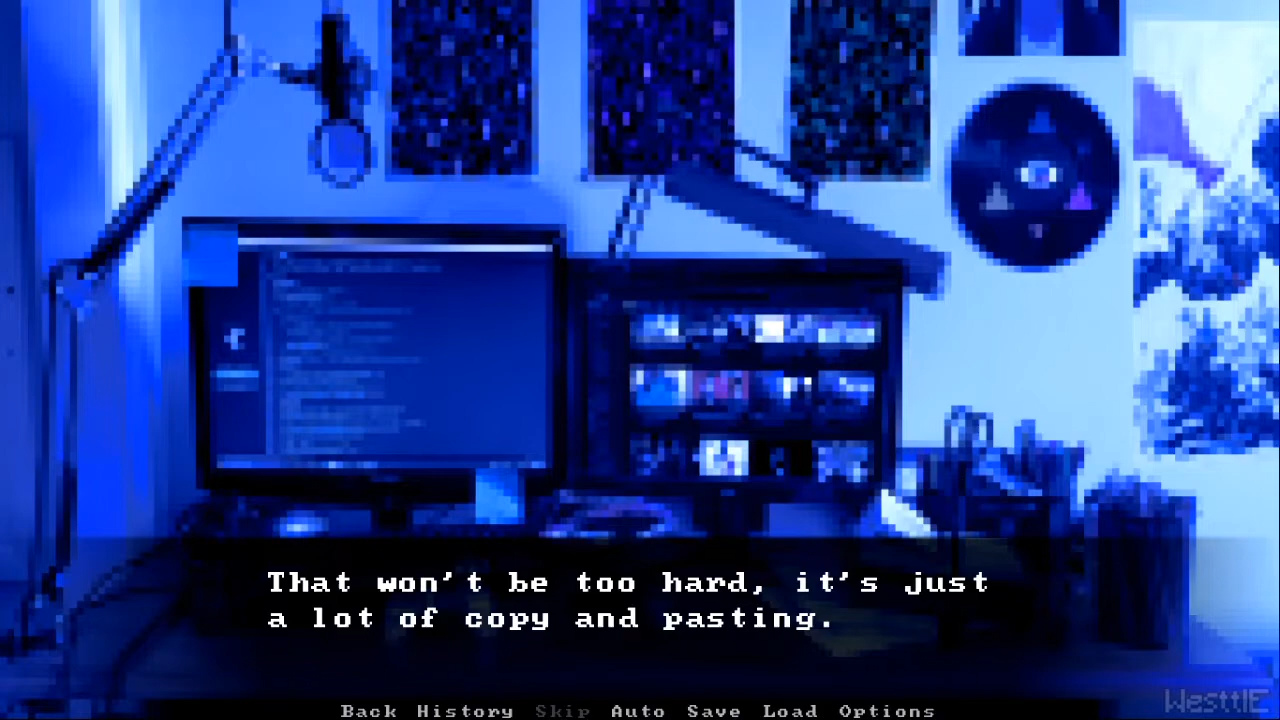 That won't be too hard, it's just
a lot of copy and pasting.
Back History Skip Auto Save Load Options
WesttIE